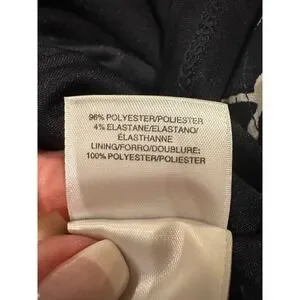 96% POLYESTER/POLIESTER
4% ELASTANE/ELASTANO/
ÉLASTHANNE
LINING/FORRO/DOUBLURE:
100% POLYESTER/POLIESTER